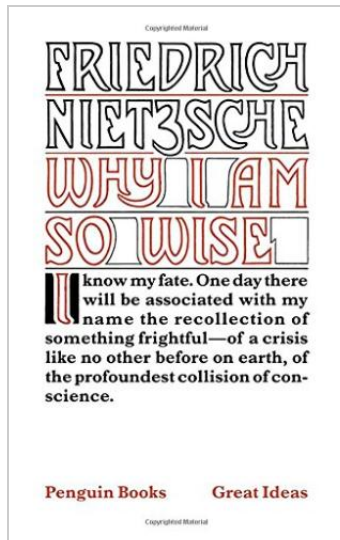 Copyrighted Material
FRIEDRICH
NIETZSCHE
WHY I AM
SO WISE
I know my fate. One day there
will be associated with my
name the recollection of
something frightful—of a crisis
like no other before on earth, of
the profoundest collision of con-
science.
Penguin Books Great Ideas
Copyrighted Material